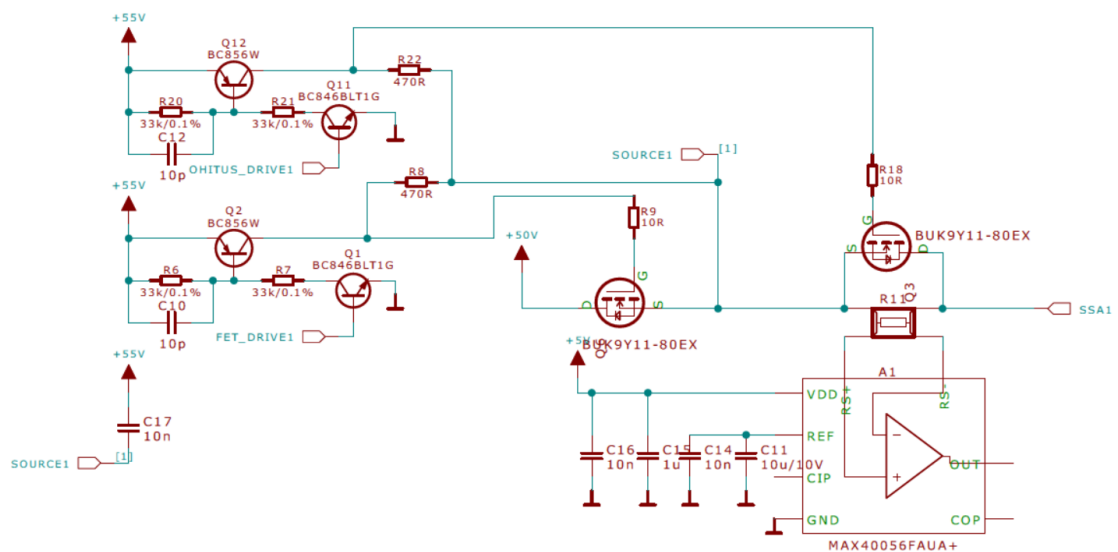 +55V
Q12
BC856W
R22
470R
Q11
BC846BLT1G
R20
33k/0.1%
R21
33k/0.1%
C12
10p
OHITUS_DRIVE1
SOURCE1
[1]
R8
470R
R18
10R
+55V
Q2
BC856W
R9
10R
G
S
D
BUK9Y11-80EX
+50V
Q1
BC846BLT1G
R6
33k/0.1%
R7
33k/0.1%
G
D
S
R11
Q3
SSA1
C10
10p
FET_DRIVE1
BUK9Y11-80EX
+5V
+55V
A1
VDD
RS+
RS-
C17
10n
REF
C16
10n
1u
C14
10n
C11
10u/10V
SOURCE1
[1]
CIP
OUT
GND
COP
MAX40056FAUA+